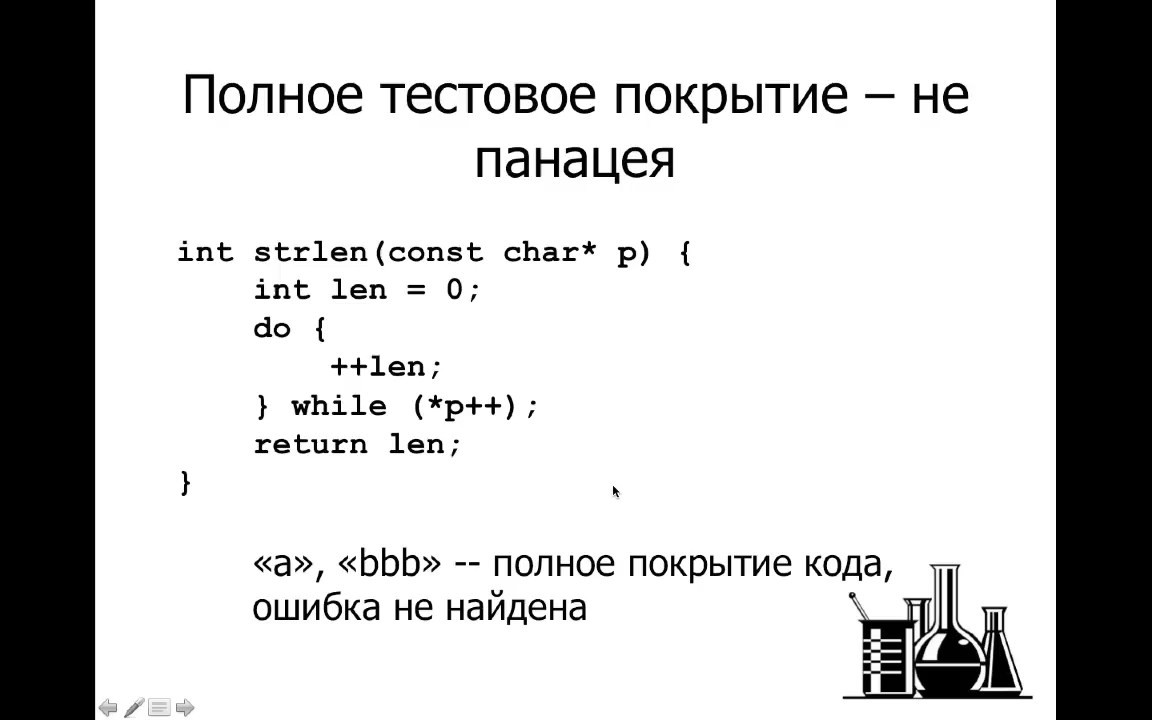 Полное тестовое покрытие – не
панацея
int strlen(const char* p) {
int len = 0;
do {
++len;
} while (*p++);
return len;
}
«a», «bbb» -- полное покрытие кода,
ошибка не найдена